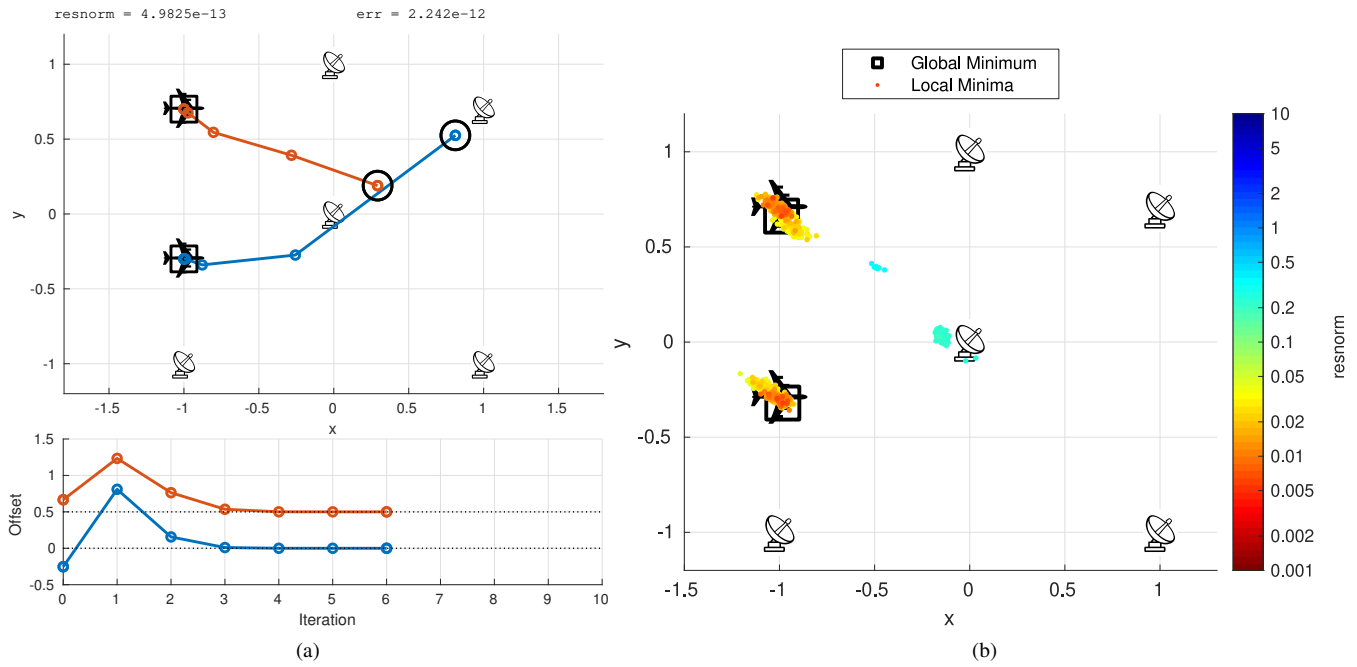 resnorm = 4.9825e-13 err = 2.242e-12
1
0.5
0
-0.5
-1
y
-1.5 -1 -0.5 0 0.5 1 1.5
x
1.5
1
0.5
0
-0.5
Offset
0 1 2 3 4 5 6 7 8 9 10
Iteration
(a)
Global Minimum
Local Minima
1
0.5
0
-0.5
-1
y
-1.5 -1 -0.5 0 0.5 1
x
10
5
2
1
0.5
0.2
0.1
0.05
0.02
0.01
0.005
0.002
0.001
resnorm
(b)